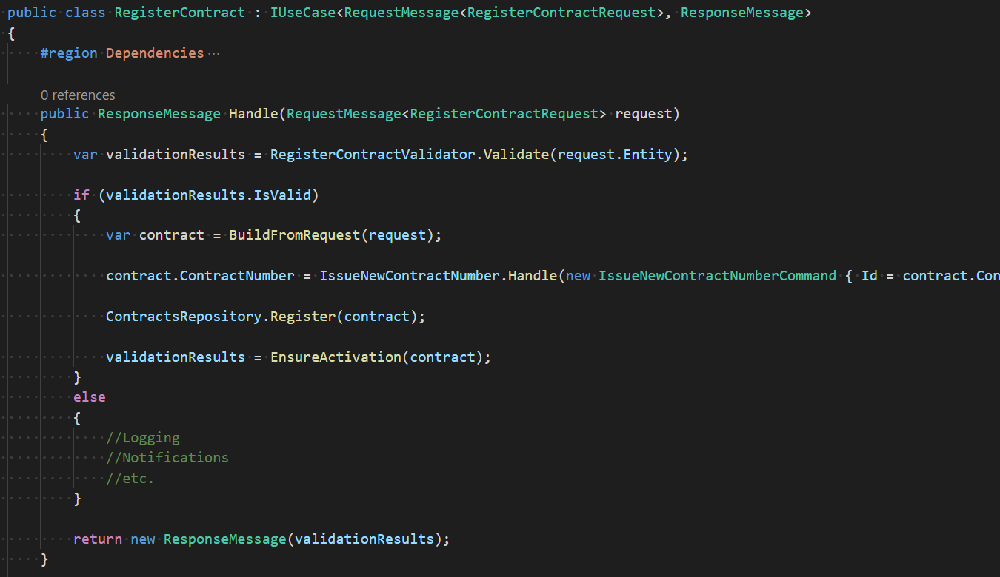 public class RegisterContract : IUseCase<RequestMessage<RegisterContractRequest>, ResponseMessage>
{
#region Dependencies ...
0 references
public ResponseMessage Handle(RequestMessage<RegisterContractRequest> request)
{
var validationResults = RegisterContractValidator.Validate(request.Entity);
if (validationResults.IsValid)
{
var contract = BuildFromRequest(request);
contract.ContractNumber = IssueNewContractNumber.Handle(new IssueNewContractNumberCommand { Id = contract.Con
ContractsRepository.Register(contract);
validationResults = EnsureActivation(contract);
}
else
{
//Logging
//Notifications
//etc.
}
return new ResponseMessage(validationResults);
}